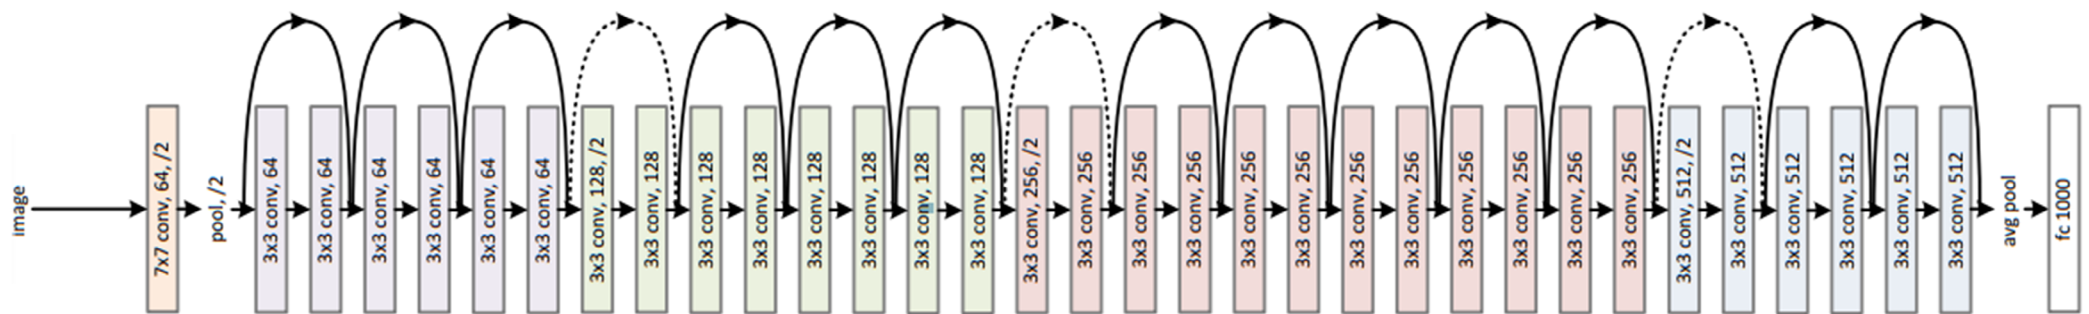 image
7x7 conv, 64, /2
pool, /2
3x3 conv, 64
3x3 conv, 64
3x3 conv, 64
3x3 conv, 64
3x3 conv, 64
3x3 conv, 64
3x3 conv, 128, /2
3x3 conv, 128
3x3 conv, 128
3x3 conv, 128
3x3 conv, 128
3x3 conv, 128
3x3 conv, 128
3x3 conv, 128
3x3 conv, 256, /2
3x3 conv, 256
3x3 conv, 256
3x3 conv, 256
3x3 conv, 256
3x3 conv, 256
3x3 conv, 256
3x3 conv, 256
3x3 conv, 256
3x3 conv, 256
3x3 conv, 256
3x3 conv, 256
3x3 conv, 512, /2
3x3 conv, 512
3x3 conv, 512
3x3 conv, 512
3x3 conv, 512
3x3 conv, 512
avg pool
fc 1000